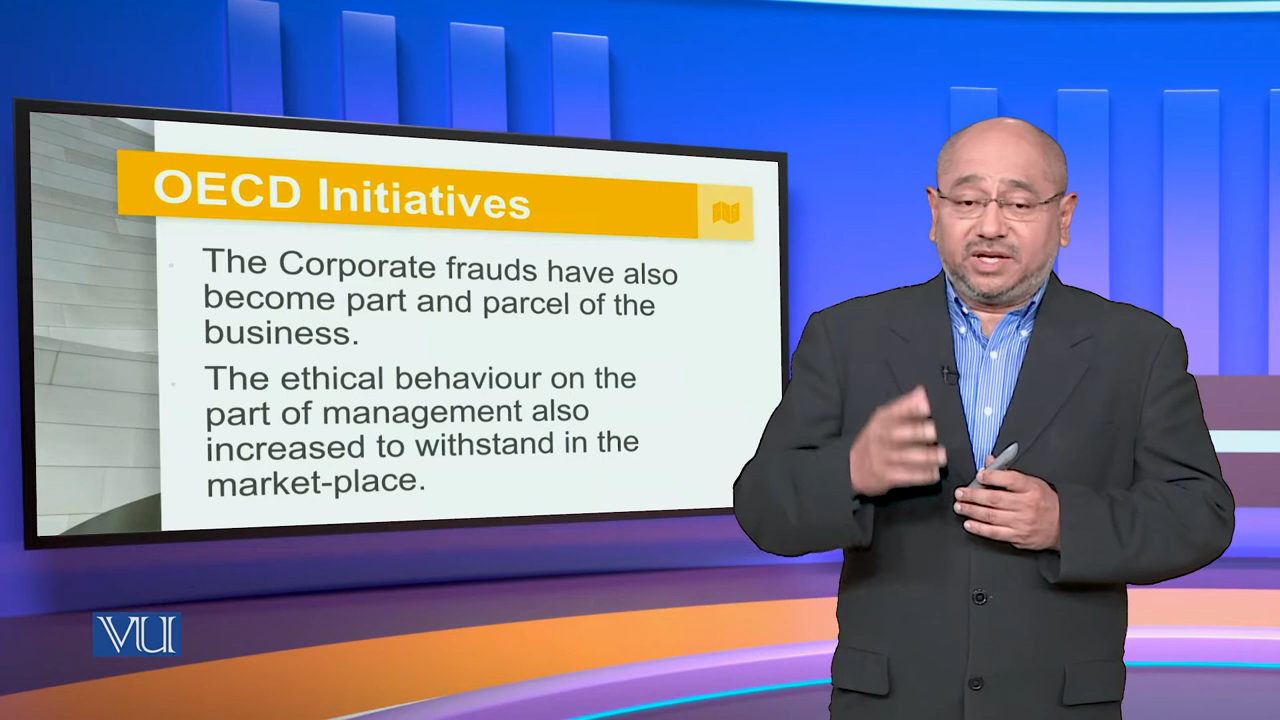 OECD Initiatives
The Corporate frauds have also
become part and parcel of the
business.
The ethical behaviour on the
part of management also
increased to withstand in the
market-place.
VU